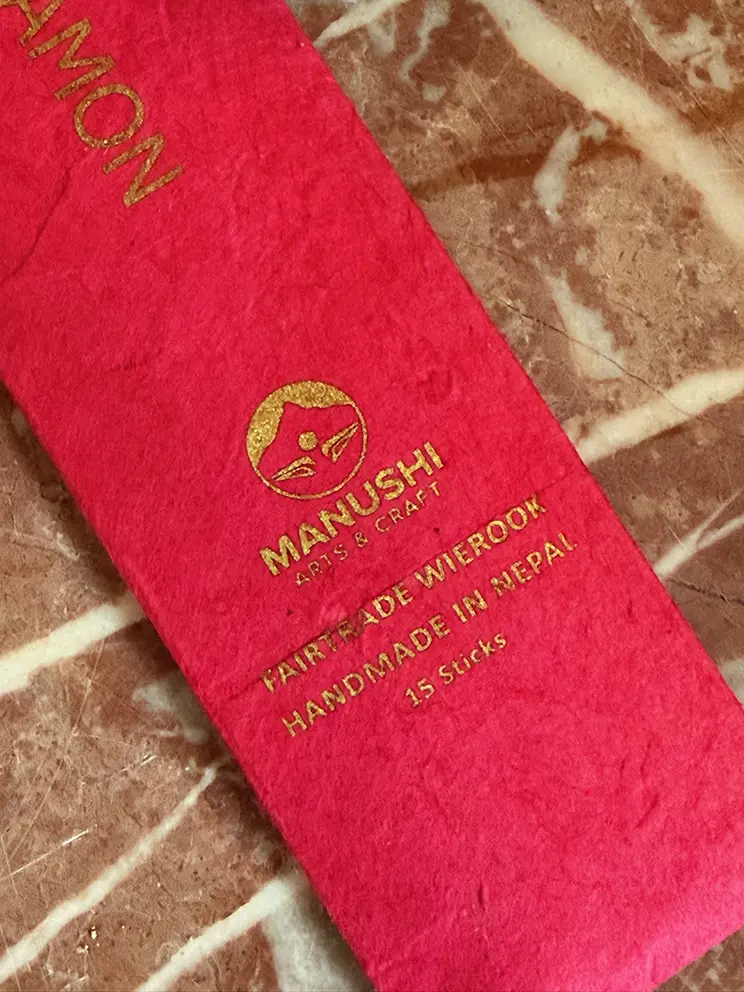 AMON
MANUSHI
ARTS & CRAFT
FAIRTRADE WIEROOK
HANDMADE IN NEPAL
15 Sticks